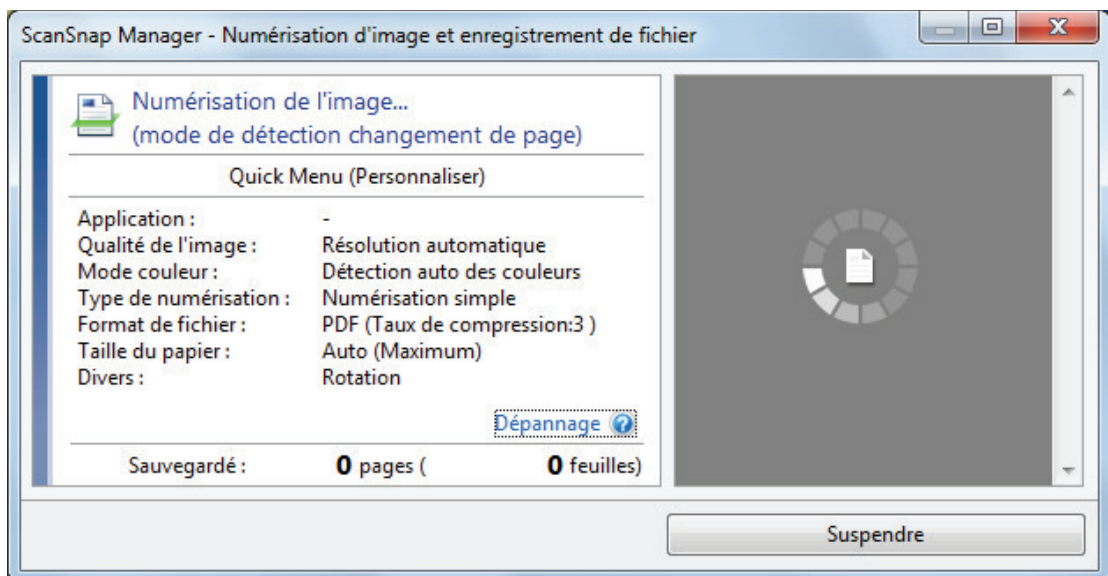 ScanSnap Manager - Numérisation d'image et enregistrement de fichier
Numérisation de l'image...
(mode de détection changement de page)
Quick Menu (Personnaliser)
Application : -
Qualité de l'image : Résolution automatique
Mode couleur : Détection auto des couleurs
Type de numérisation : Numérisation simple
Format de fichier : PDF (Taux de compression:3 )
Taille du papier : Auto (Maximum)
Divers : Rotation
Dépannage ?
Sauvegardé : 0 pages ( 0 feuilles)
Suspendre